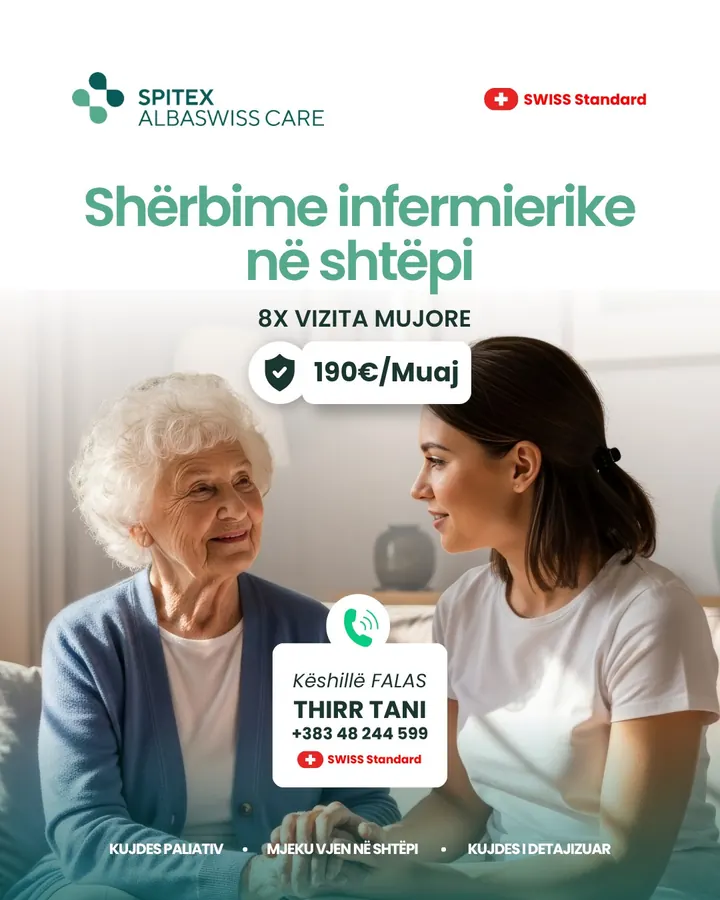 SPITEX
ALBASWISS CARE
SWISS Standard
Shërbime infermierike
në shtëpi
8X VIZITA MUJORE
190€/Muaj
Këshillë FALAS
THIRR TANI
+383 48 244 599
SWISS Standard
KUJDES PALIATIV • MJEKU VJEN NË SHTËPI • KUJDES I DETAJIZUAR